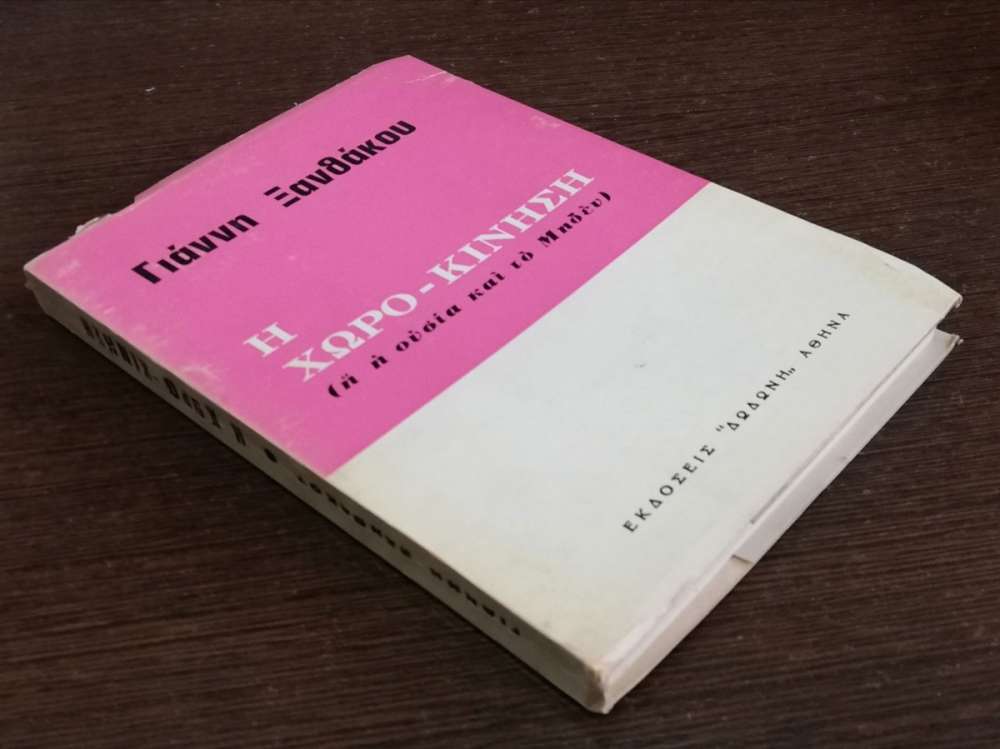 Γιάννη Ξανθάκου
Η
ΧΩΡΟ-ΚΙΝΗΣΗ
(ἢ ἡ οὐσία καὶ τὸ Μηδὲν)
ΕΚΔΟΣΕΙΣ "ΔΩΔΩΝΗ„ ΑΘΗΝΑ